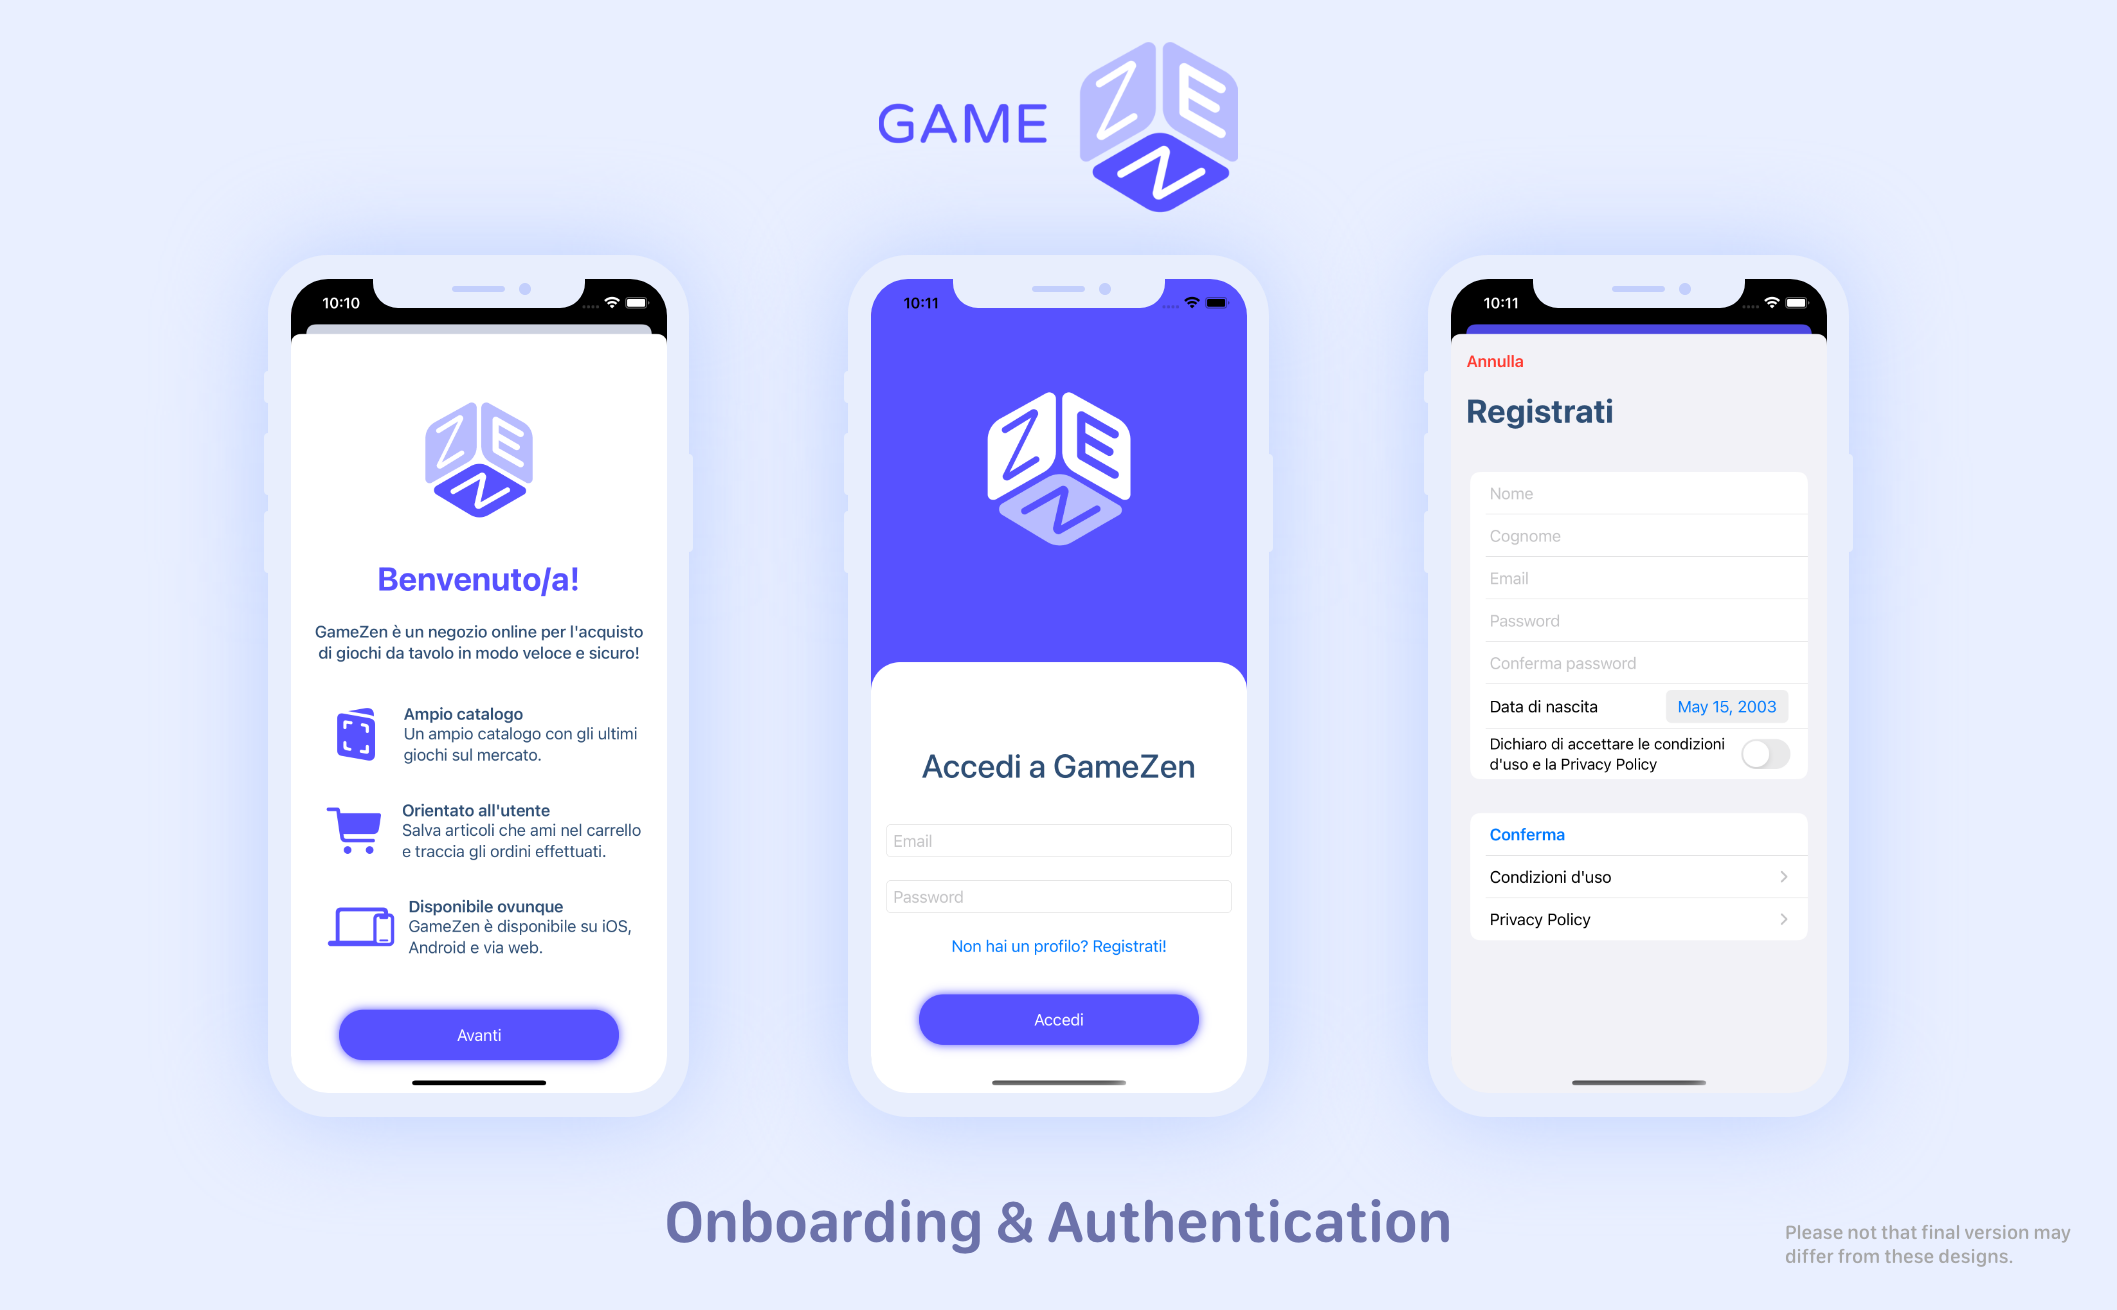 GAME ZEN
10:10
ZEN
Benvenuto/a!
GameZen è un negozio online per l'acquisto
di giochi da tavolo in modo veloce e sicuro!
Ampio catalogo
Un ampio catalogo con gli ultimi
giochi sul mercato.
Orientato all'utente
Salva articoli che ami nel carrello
e traccia gli ordini effettuati.
Disponibile ovunque
GameZen è disponibile su iOS,
Android e via web.
Avanti
10:11
ZEN
Accedi a GameZen
Email
Password
Non hai un profilo? Registrati!
Accedi
10:11
Annulla
Registrati
Nome
Cognome
Email
Password
Conferma password
Data di nascita May 15, 2003
Dichiaro di accettare le condizioni
d'uso e la Privacy Policy
Conferma
Condizioni d'uso
Privacy Policy
Onboarding & Authentication
Please not that final version may
differ from these designs.